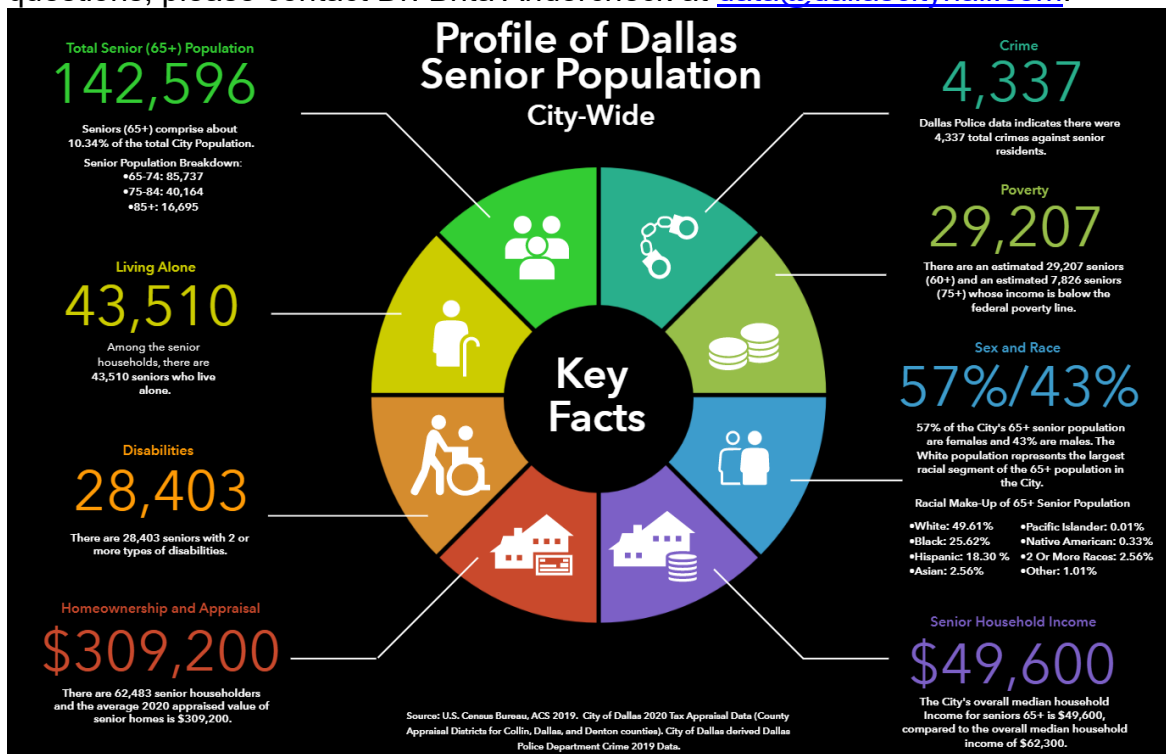 questions, please contact Dr. Brita Andercheck at data@dallascityhall.com.
Profile of Dallas
Senior Population
City-Wide
Total Senior (65+) Population
142,596
Seniors (65+) comprise about
10.34% of the total City Population.
Senior Population Breakdown:
•65-74: 85,737
•75-84: 40,164
•85+: 16,695
Living Alone
43,510
Among the senior
households, there are
43,510 seniors who live
alone.
Disabilities
28,403
There are 28,403 seniors with 2 or
more types of disabilities.
Homeownership and Appraisal
$309,200
There are 62,483 senior householders
and the average 2020 appraised value of
senior homes is $309,200.
Key
Facts
Crime
4,337
Dallas Police data indicates there were
4,337 total crimes against senior
residents.
Poverty
29,207
There are an estimated 29,207 seniors
(60+) and an estimated 7,826 seniors
(75+) whose income is below the
federal poverty line.
Sex and Race
57%/43%
57% of the City's 65+ senior population
are females and 43% are males. The
White population represents the largest
racial segment of the 65+ population in
the City.
Racial Make-Up of 65+ Senior Population
•White: 49.61%
•Black: 25.62%
•Hispanic: 18.30 %
•Asian: 2.56%
•Pacific Islander: 0.01%
•Native American: 0.33%
•2 Or More Races: 2.56%
•Other: 1.01%
Senior Household Income
$49,600
The City's overall median household
Income for seniors 65+ is $49,600,
compared to the overall median household
income of $62,300.
Source: U.S. Census Bureau, ACS 2019. City of Dallas 2020 Tax Appraisal Data (County
Appraisal Districts for Collin, Dallas, and Denton counties). City of Dallas derived Dallas
Police Department Crime 2019 Data.